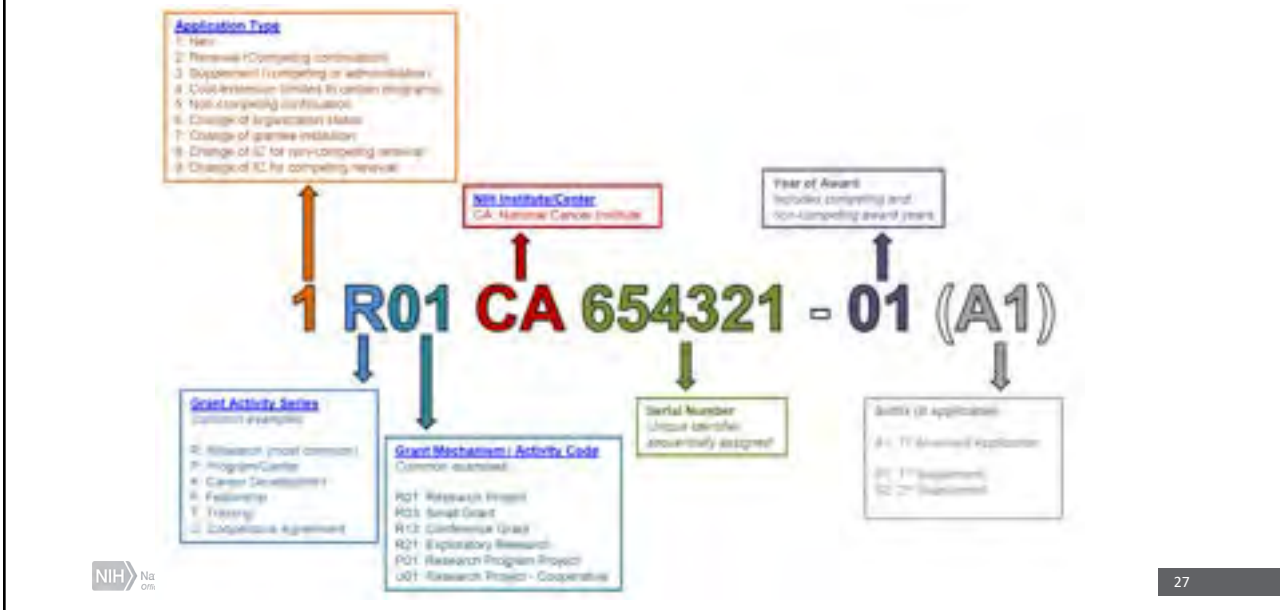 Application Type
1: New
2: Renewal (Competing continuation)
3: Supplement (competing or administrative)
4: Cost Extension (limited to certain programs)
5: Non-competing continuation
6: Change of organization status
7: Change of grantee institution
8: Change of IC for non-competing renewal
9: Change of IC for competing renewal
NIH Institute/Center
CA: National Cancer Institute
Year of Award
Includes competing and
non-competing award years
1 R01 CA 654321 - 01 (A1)
Grant Activity Series
Common examples
R: Research (most common)
P: Program/Center
K: Career Development
F: Fellowship
T: Training
U: Cooperative Agreement
Grant Mechanism / Activity Code
Common examples
R01: Research Project
R03: Small Grant
R13: Conference Grant
R21: Exploratory Research
P01: Research Program Project
U01: Research Project - Cooperative
Serial Number
Unique identifier,
sequentially assigned
Suffix (if applicable)
A1: 1st Amended Application
S1: 1st Supplement
S2: 2nd Supplement
NIH Na
27